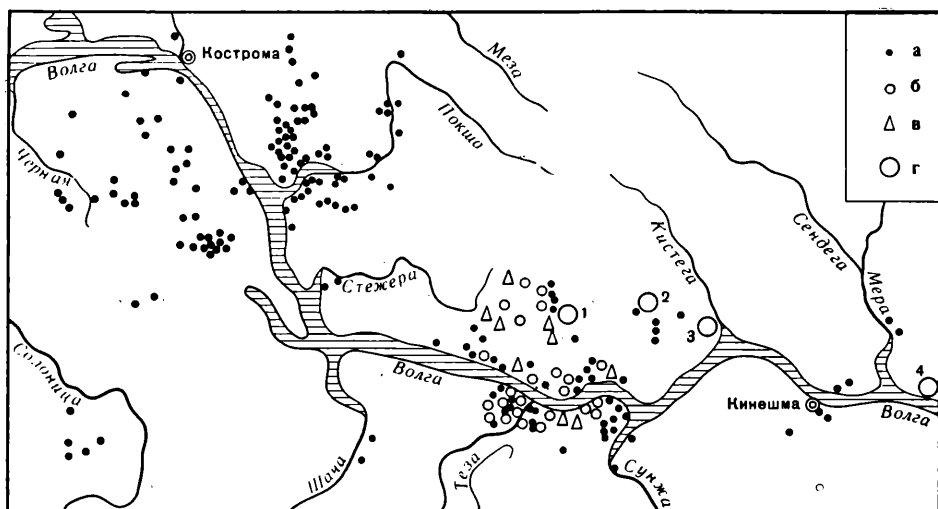 Кострома
Волга
Меза
Покша
Черная
Стежера
Кистега
Сендега
Мера
Солоница
Волга
Шача
Теза
Сунжа
Кинешма
Волга
1
2
3
4
а
б
в
г